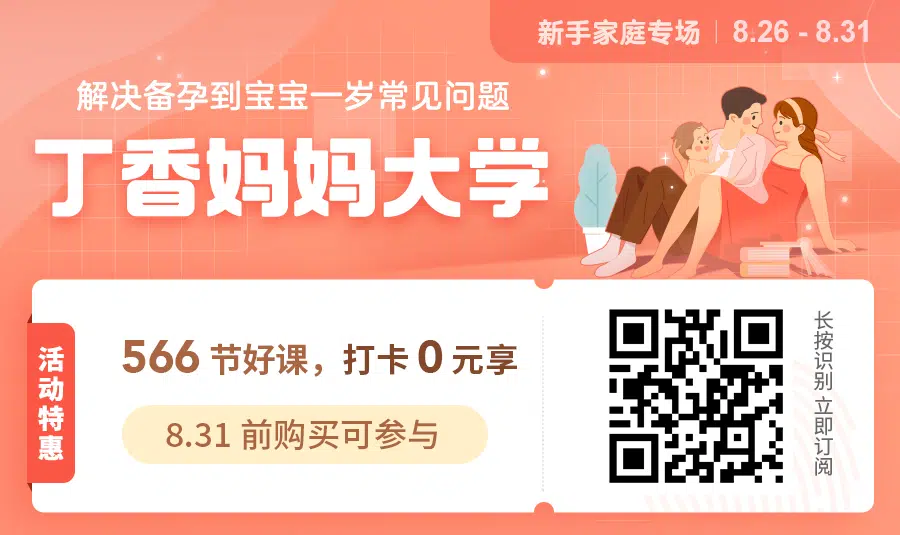 新手家庭专场 | 8.26 - 8.31
解决备孕到宝宝一岁常见问题
丁香妈妈大学
活动特惠
566 节好课，打卡 0 元享
8.31 前购买可参与
长按识别 立即订阅